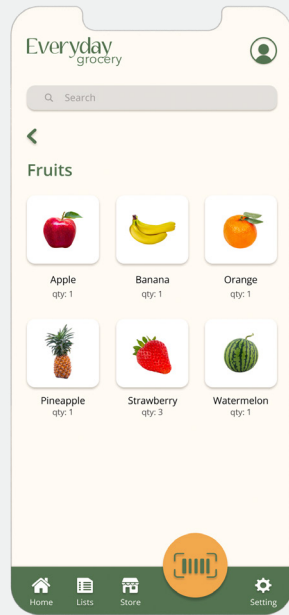 Everyday
grocery
Search
Fruits
Apple Banana Orange
qty: 1 qty: 1 qty: 1
Pineapple Strawberry Watermelon
qty: 1 qty: 3 qty: 1
Home Lists Store Setting